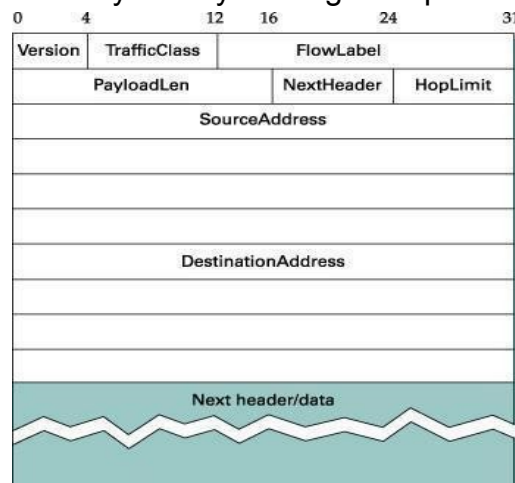 0 4 12 16 24 31
Version TrafficClass FlowLabel
PayloadLen NextHeader HopLimit
SourceAddress
DestinationAddress
Next header/data